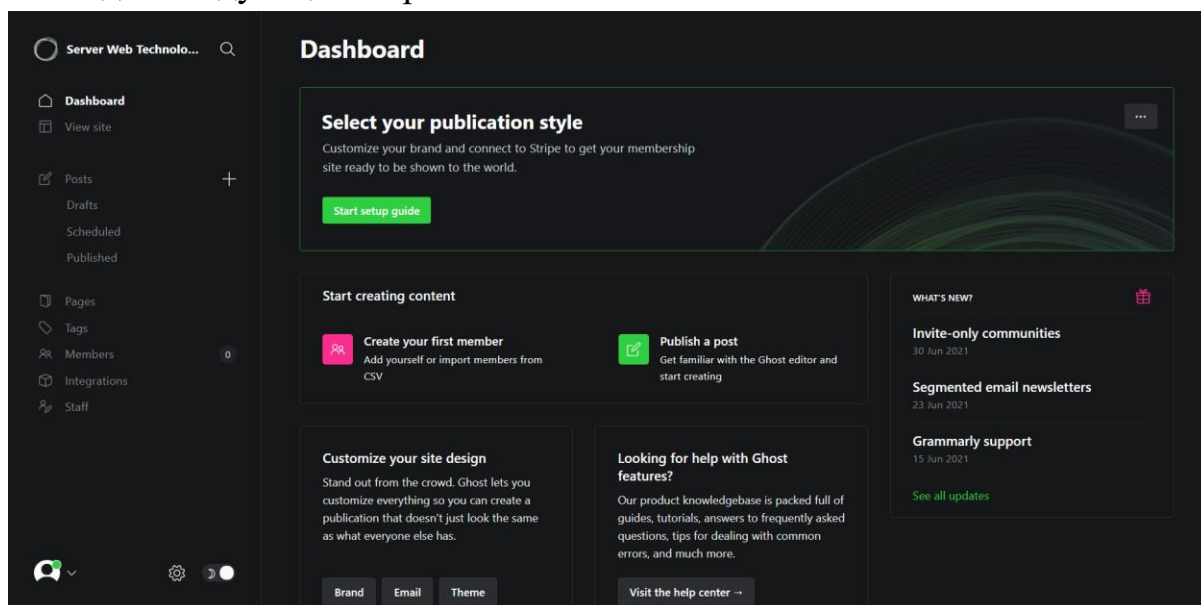 Server Web Technolo...
Dashboard
View site
Posts
Drafts
Scheduled
Published
Pages
Tags
Members 0
Integrations
Staff
Dashboard
Select your publication style
Customize your brand and connect to Stripe to get your membership
site ready to be shown to the world.
Start setup guide
Start creating content
Create your first member
Add yourself or import members from
CSV
Publish a post
Get familiar with the Ghost editor and
start creating
WHAT'S NEW?
Invite-only communities
30 Jun 2021
Segmented email newsletters
23 Jun 2021
Grammarly support
15 Jun 2021
See all updates
Customize your site design
Stand out from the crowd. Ghost lets you
customize everything so you can create a
publication that doesn't just look the same
as what everyone else has.
Brand Email Theme
Looking for help with Ghost
features?
Our product knowledgebase is packed full of
guides, tutorials, answers to frequently asked
questions, tips for dealing with common
errors, and much more.
Visit the help center →